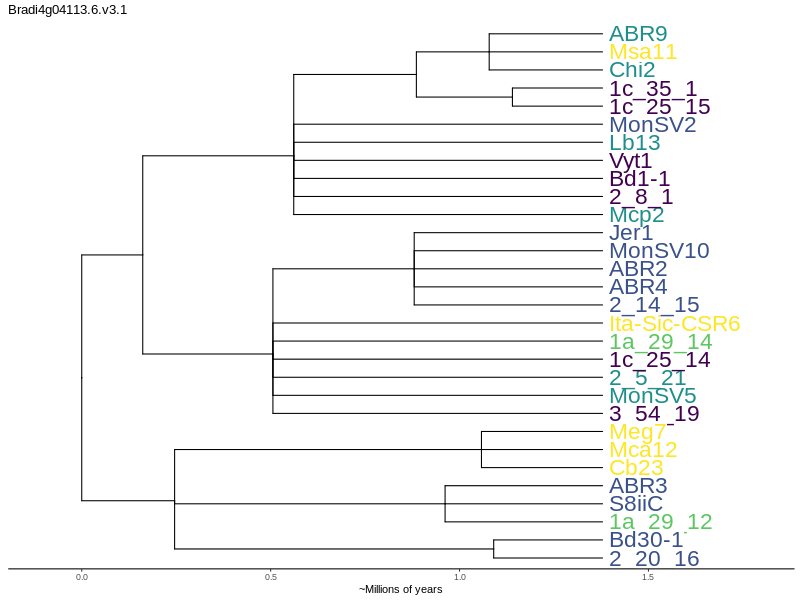 Bradi4g04113.6.v3.1
ABR9
Msa11
Chi2
1c_35_1
1c_25_15
MonSV2
Lb13
Vyt1
Bd1-1
2_8_1
Mcp2
Jer1
MonSV10
ABR2
ABR4
2_14_15
Ita-Sic-CSR6
1a_29_14
1c_25_14
2_5_21
MonSV5
3_54_19
Meg7
Mca12
Cb23
ABR3
S8iiC
1a_29_12
Bd30-1
2_20_16
0.0 0.5 1.0 1.5
~Millions of years